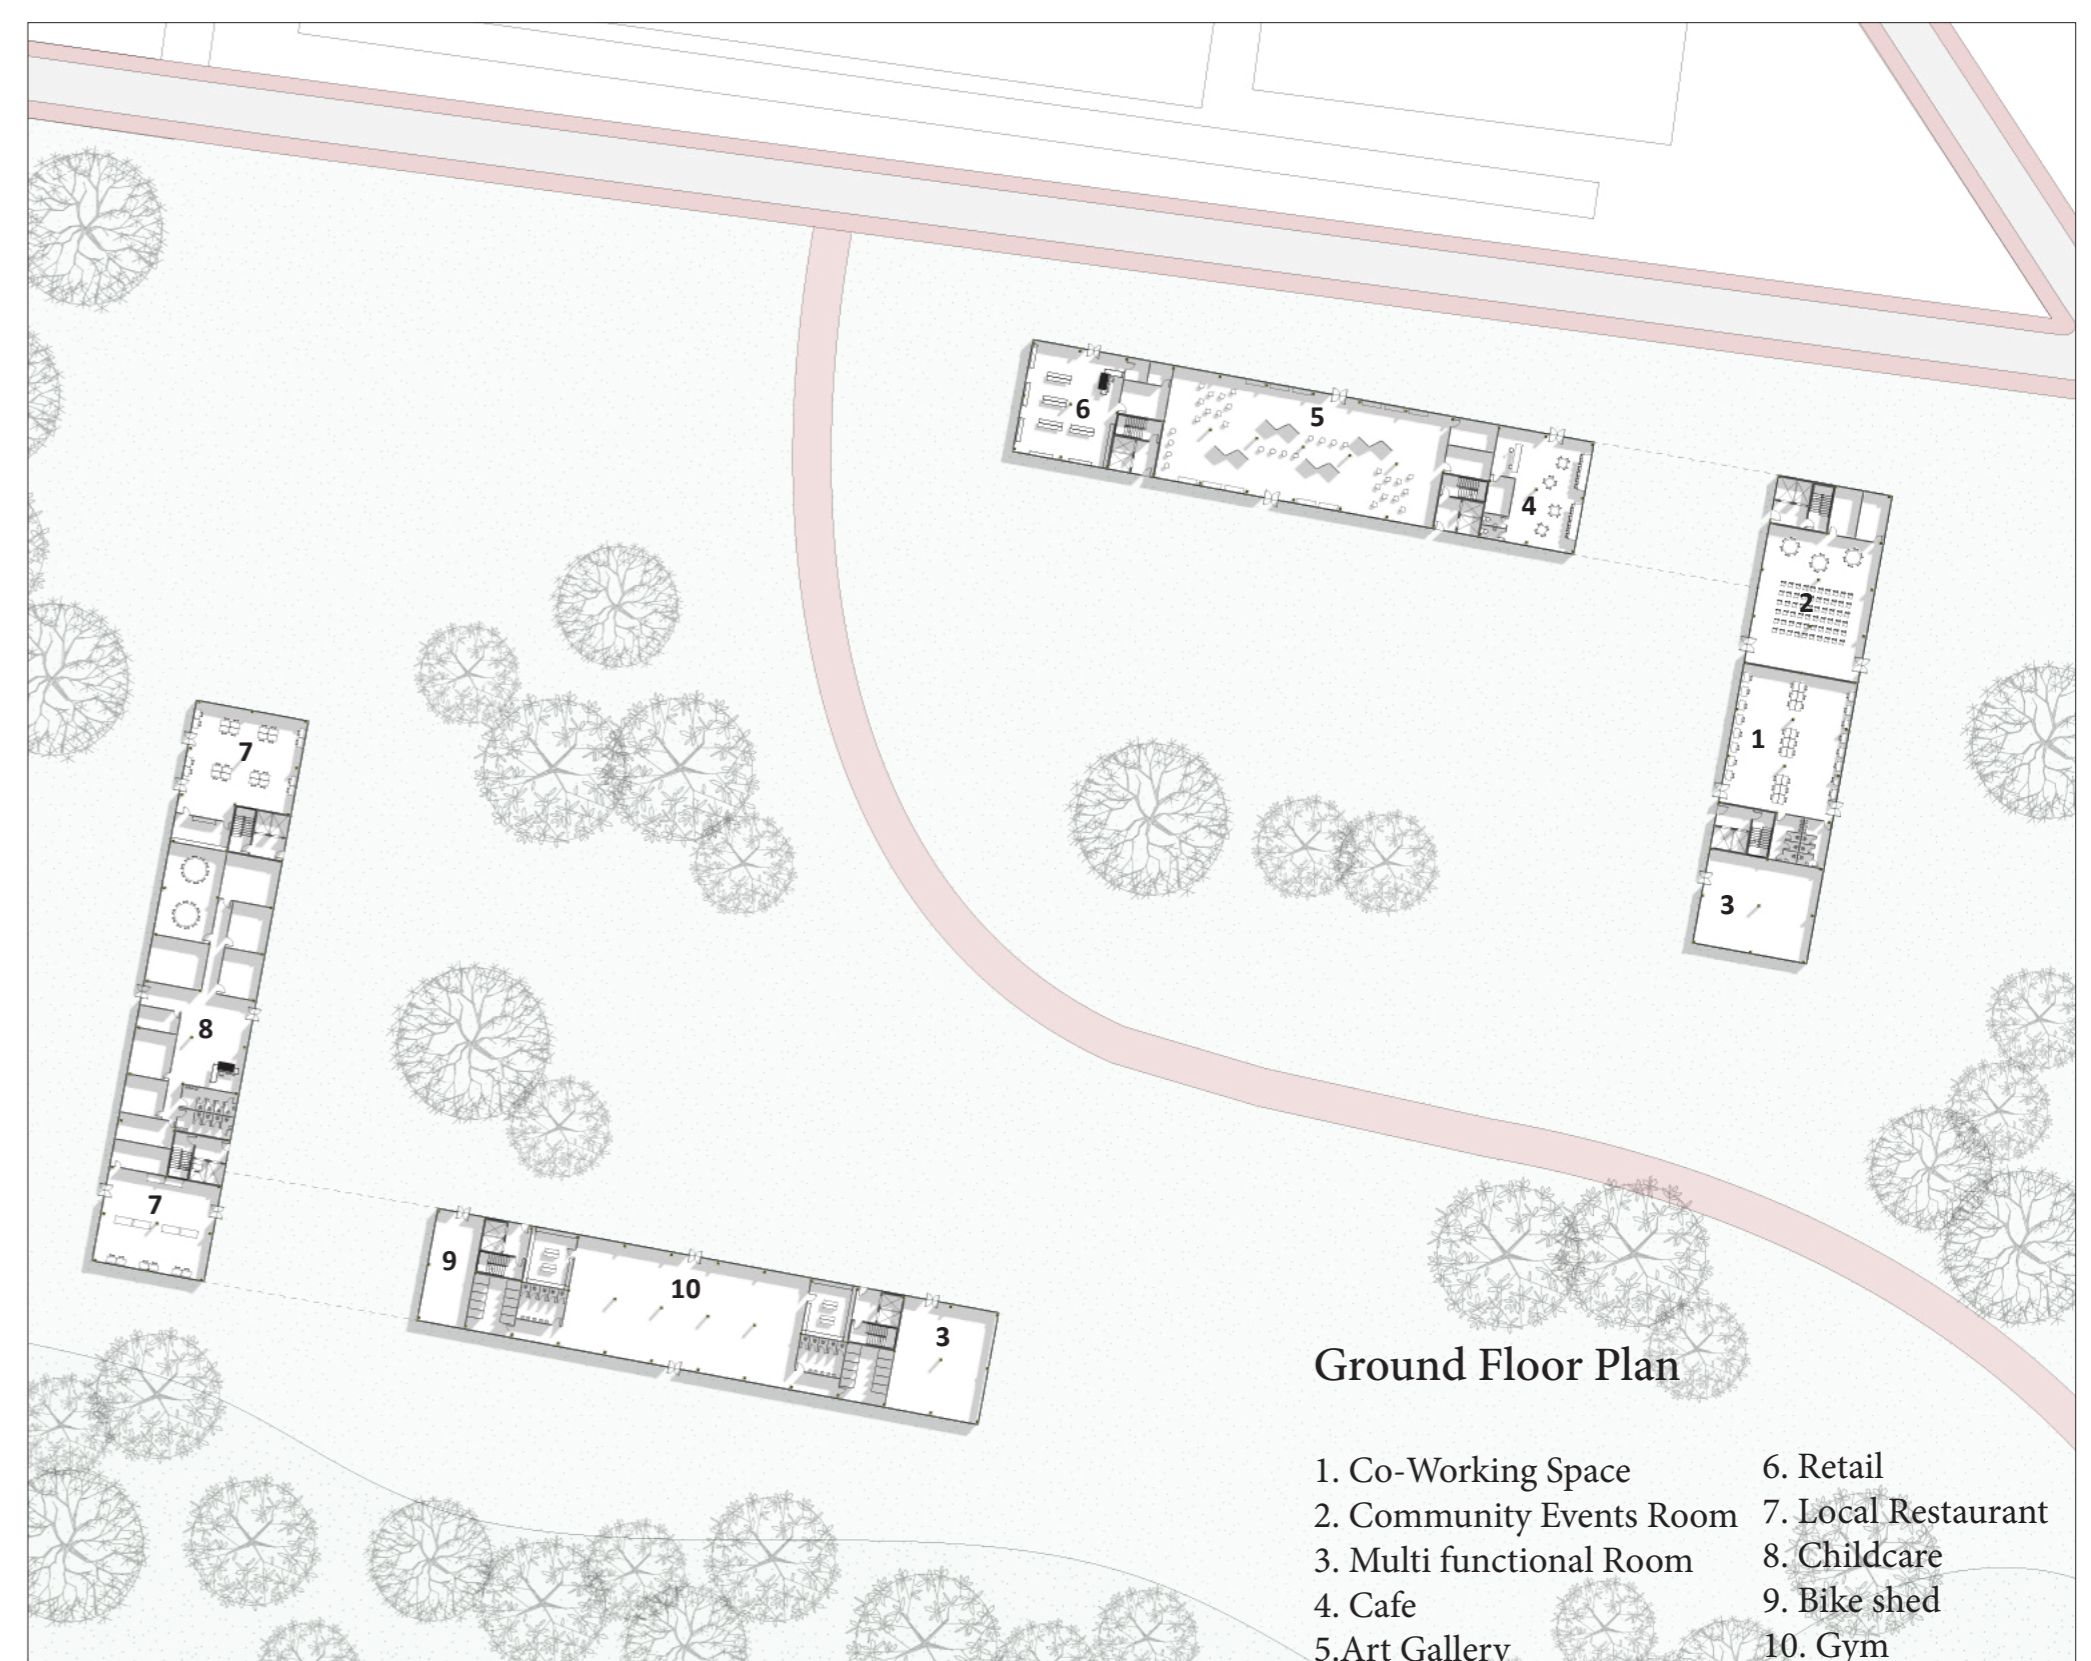 6
5
4
2
1
3
7
8
7
9
10
3
Ground Floor Plan
1. Co-Working Space
2. Community Events Room
3. Multi functional Room
4. Cafe
5.Art Gallery
6. Retail
7. Local Restaurant
8. Childcare
9. Bike shed
10. Gym